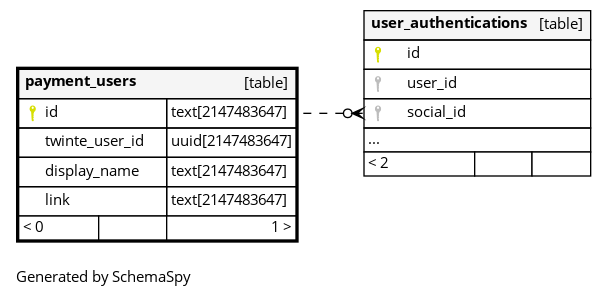 payment_users [table]
id text[2147483647]
twinte_user_id uuid[2147483647]
display_name text[2147483647]
link text[2147483647]
< 0 1 >
user_authentications [table]
id
user_id
social_id
...
< 2
Generated by SchemaSpy